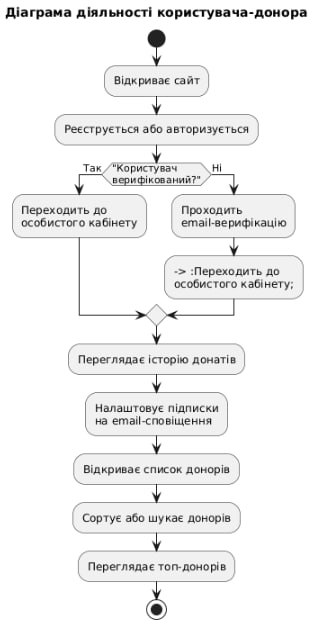 Діаграма діяльності користувача-донора
Відкриває сайт
Реєструється або авторизується
Так
"Користувач
верифікований?"
Ні
Переходить до
особистого кабінету
Проходить
email-верифікацію
-> :Переходить до
особистого кабінету;
Переглядає історію донатів
Налаштовує підписки
на email-сповіщення
Відкриває список донорів
Сортує або шукає донорів
Переглядає топ-донорів